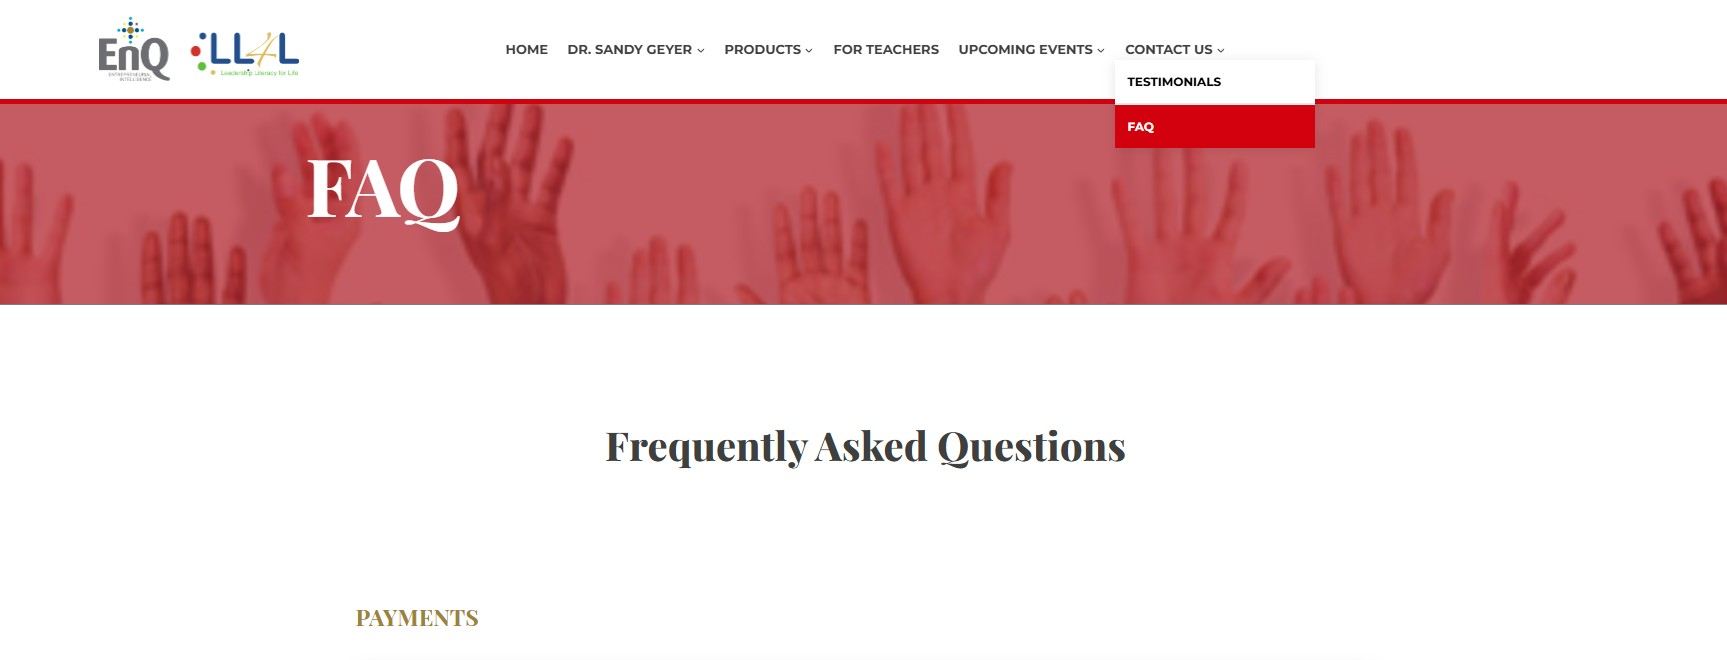 EnQ
ENTREPRENEURIAL
INTELLIGENCE
LL4L
Leadership Literacy for Life
HOME DR. SANDY GEYER PRODUCTS FOR TEACHERS UPCOMING EVENTS CONTACT US
TESTIMONIALS
FAQ
FAQ
Frequently Asked Questions
PAYMENTS